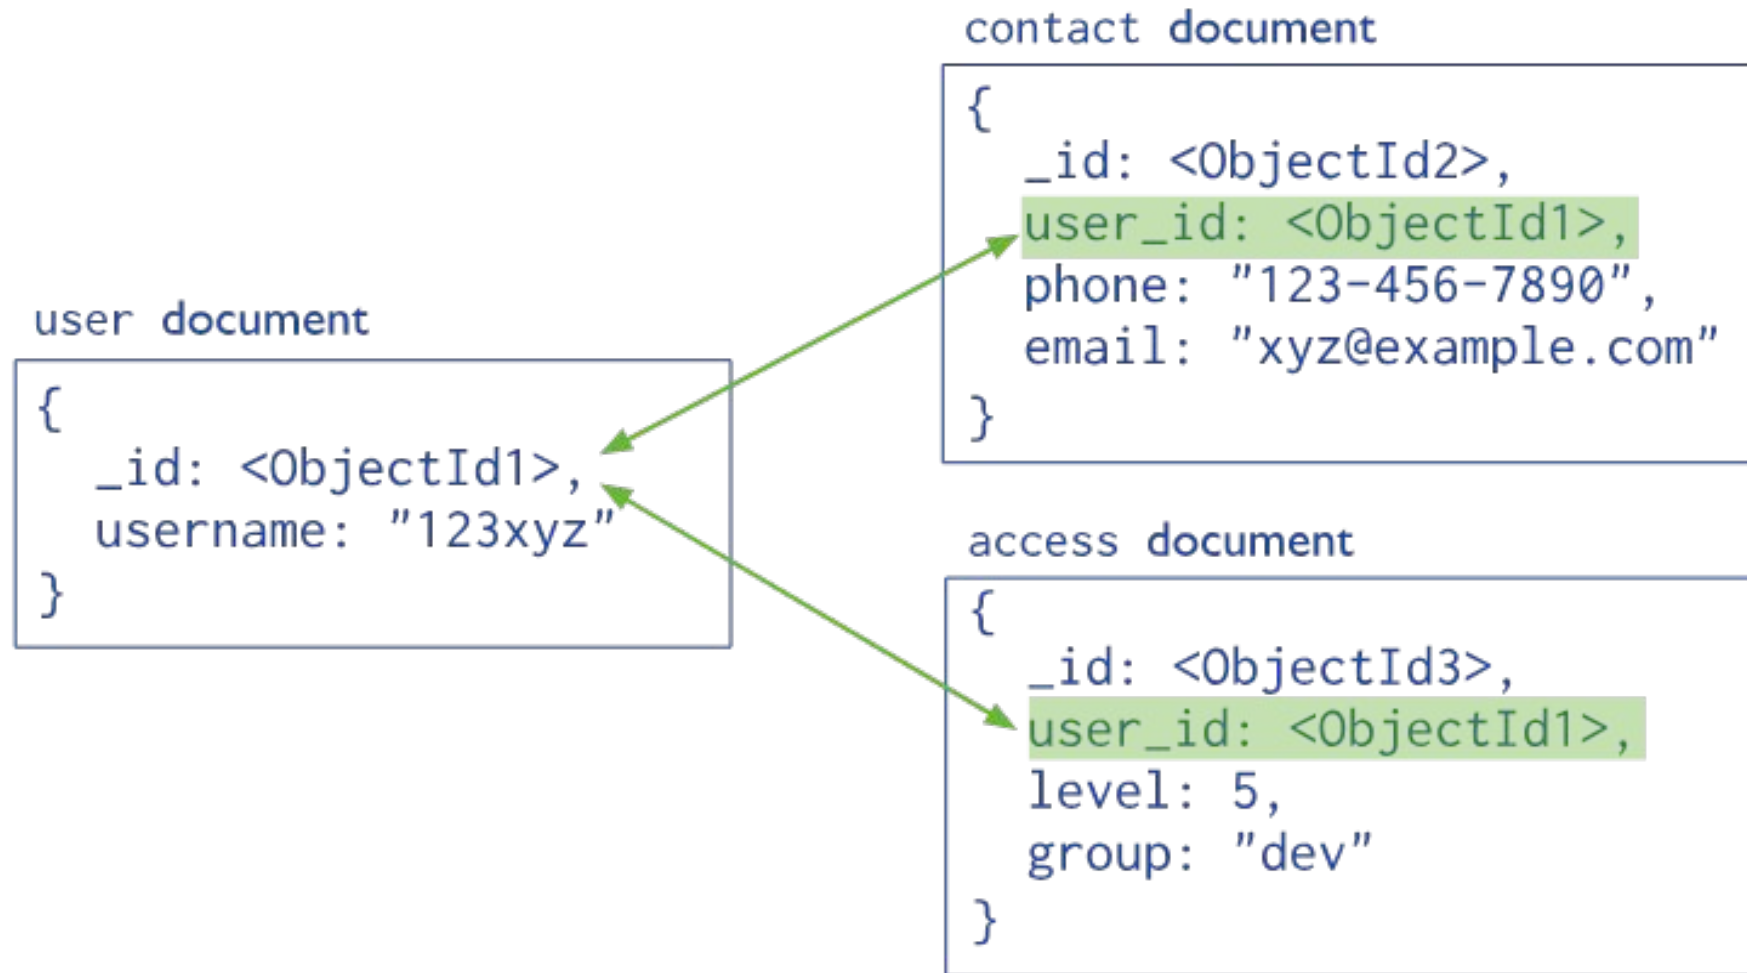 contact document
{
_id: <ObjectId2>,
user_id: <ObjectId1>,
phone: "123-456-7890",
email: "xyz@example.com"
}
user document
{
_id: <ObjectId1>,
username: "123xyz"
}
access document
{
_id: <ObjectId3>,
user_id: <ObjectId1>,
level: 5,
group: "dev"
}